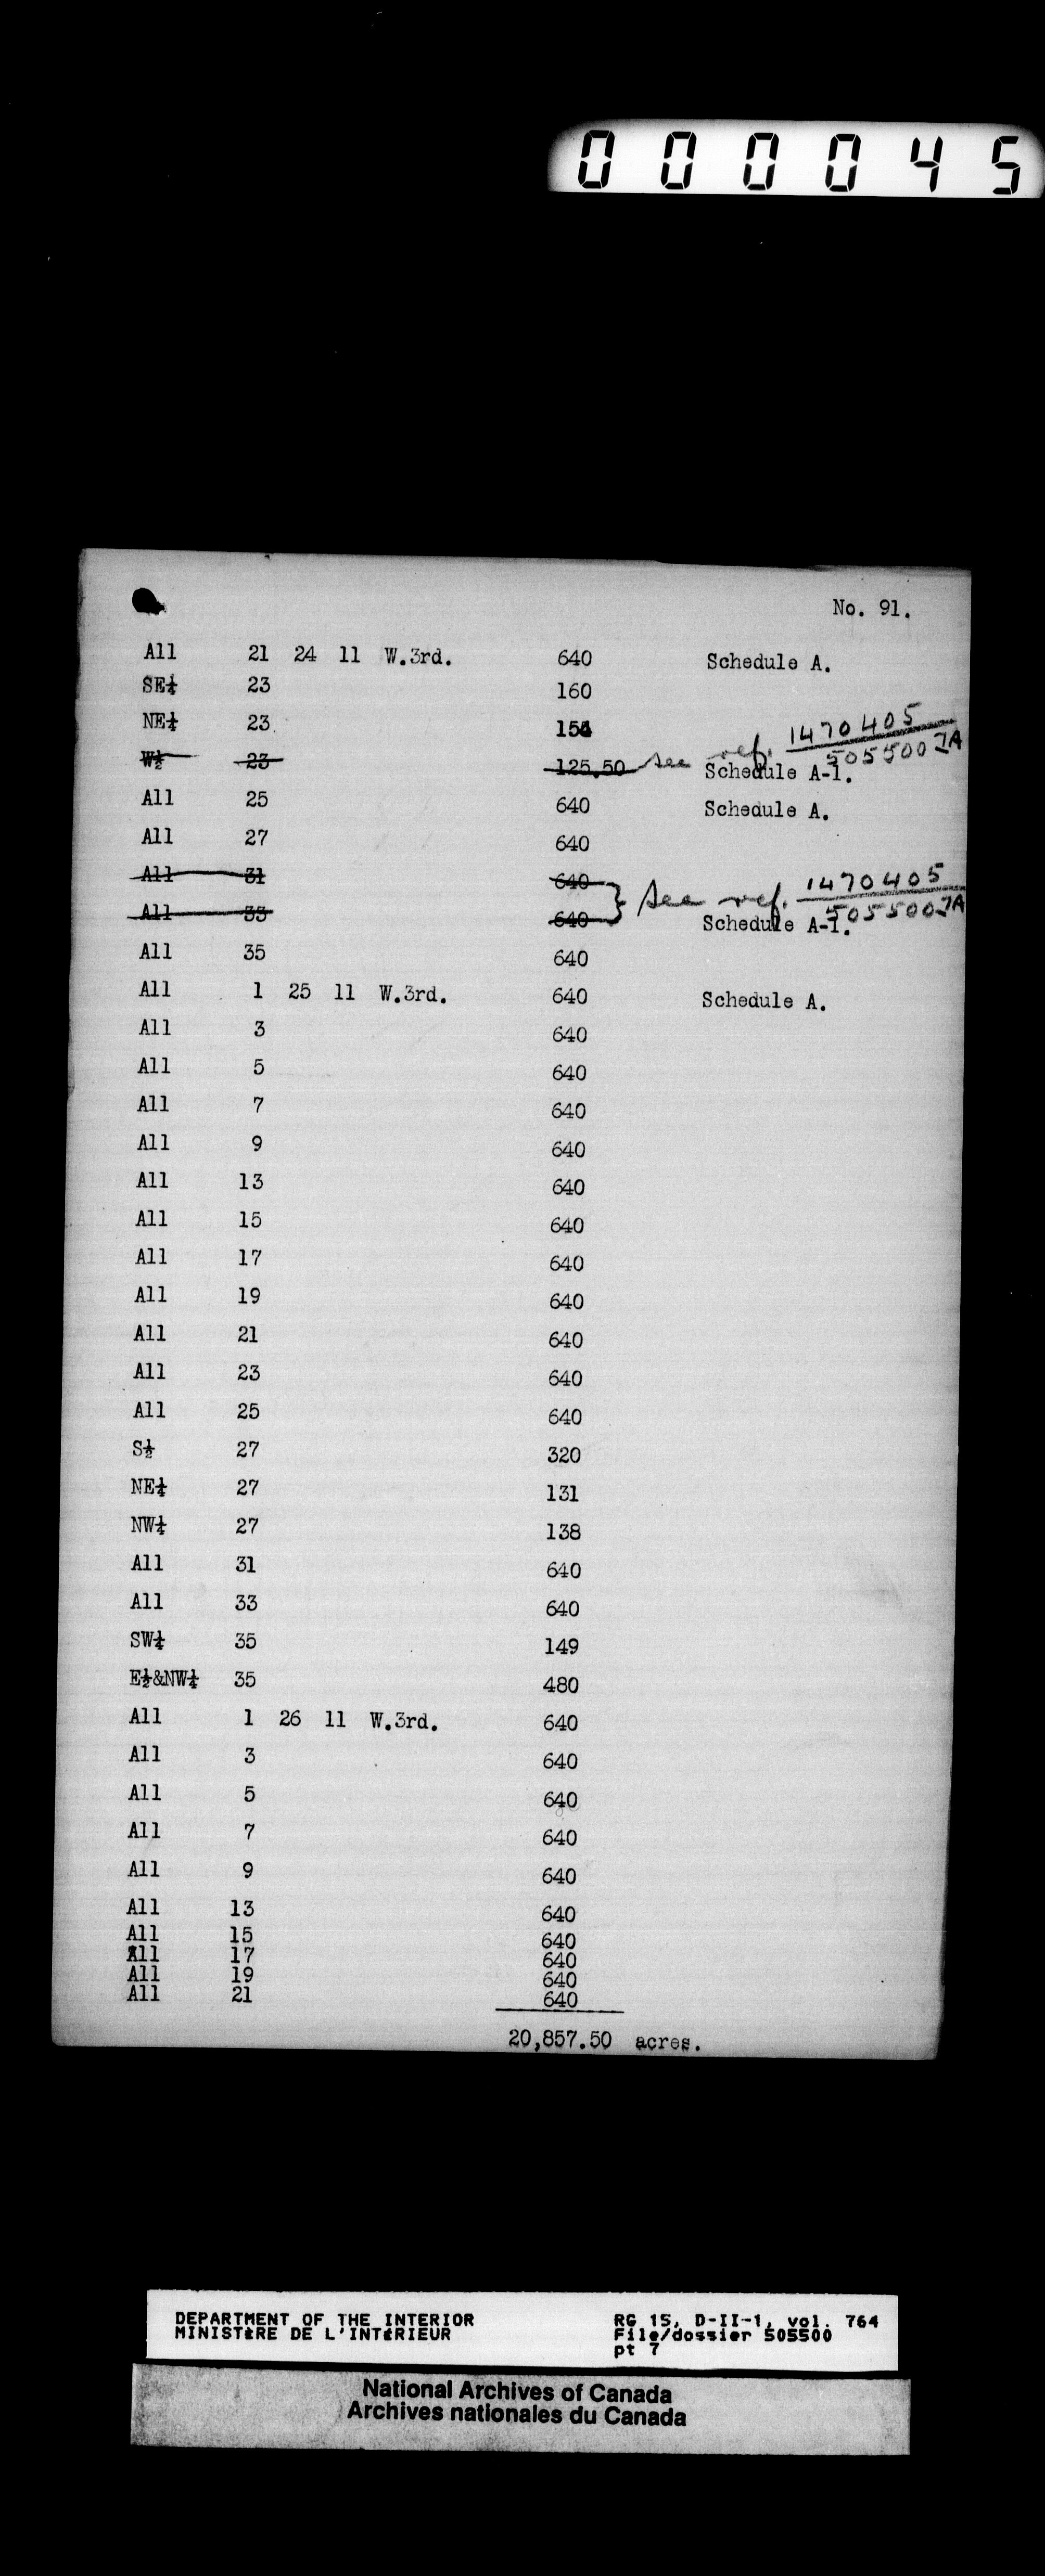 000045
No. 91.
All 21 24 11 W.3rd. 640 Schedule A.
SE¼ 23 160
NE¼ 23 154
W½ 23 125.50 see ref. 1470405
505500 7A
Schedule A-1.
All 25 640 Schedule A.
All 27 640
All 31 640
All 33 640 } See ref. 1470405
505500 7A
Schedule A-1.
All 35 640
All 1 25 11 W.3rd. 640 Schedule A.
All 3 640
All 5 640
All 7 640
All 9 640
All 13 640
All 15 640
All 17 640
All 19 640
All 21 640
All 23 640
All 25 640
S½ 27 320
NE¼ 27 131
NW¼ 27 138
All 31 640
All 33 640
SW¼ 35 149
E½&NW¼ 35 480
All 1 26 11 W.3rd. 640
All 3 640
All 5 640
All 7 640
All 9 640
All 13 640
All 15 640
All 17 640
All 19 640
All 21 640
20,857.50 acres.
DEPARTMENT OF THE INTERIOR
MINISTÈRE DE L'INTÉRIEUR
RG 15, D-II-1, vol. 764
File/dossier 505500
pt 7
National Archives of Canada
Archives nationales du Canada